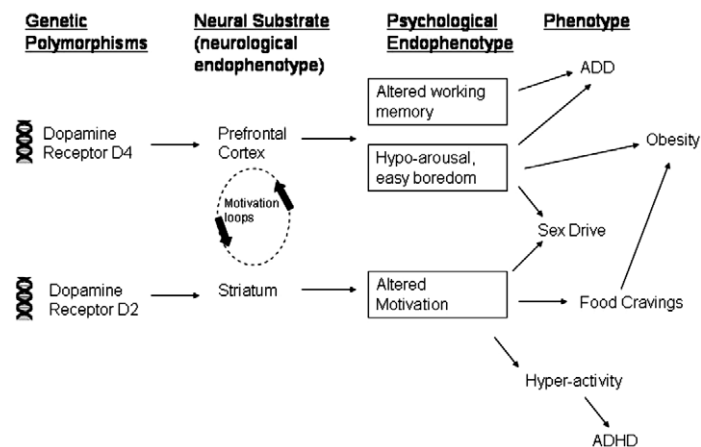 Genetic
Polymorphisms
Neural Substrate
(neurological
endophenotype)
Psychological
Endophenotype
Phenotype
Dopamine
Receptor D4
Prefrontal
Cortex
Altered working
memory
Hypo-arousal,
easy boredom
ADD
Obesity
Motivation
loops
Sex Drive
Dopamine
Receptor D2
Striatum
Altered
Motivation
Food Cravings
Hyper-activity
ADHD